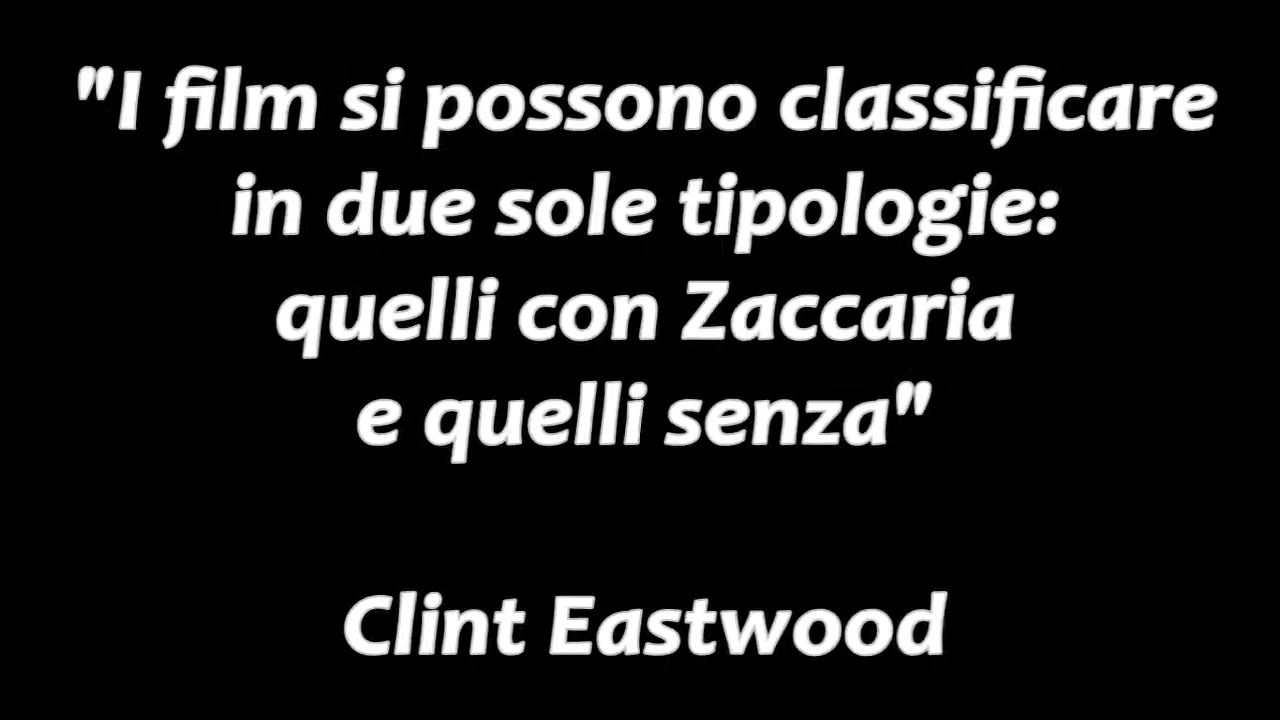 "I film si possono classificare
in due sole tipologie:
quelli con Zaccaria
e quelli senza"
Clint Eastwood